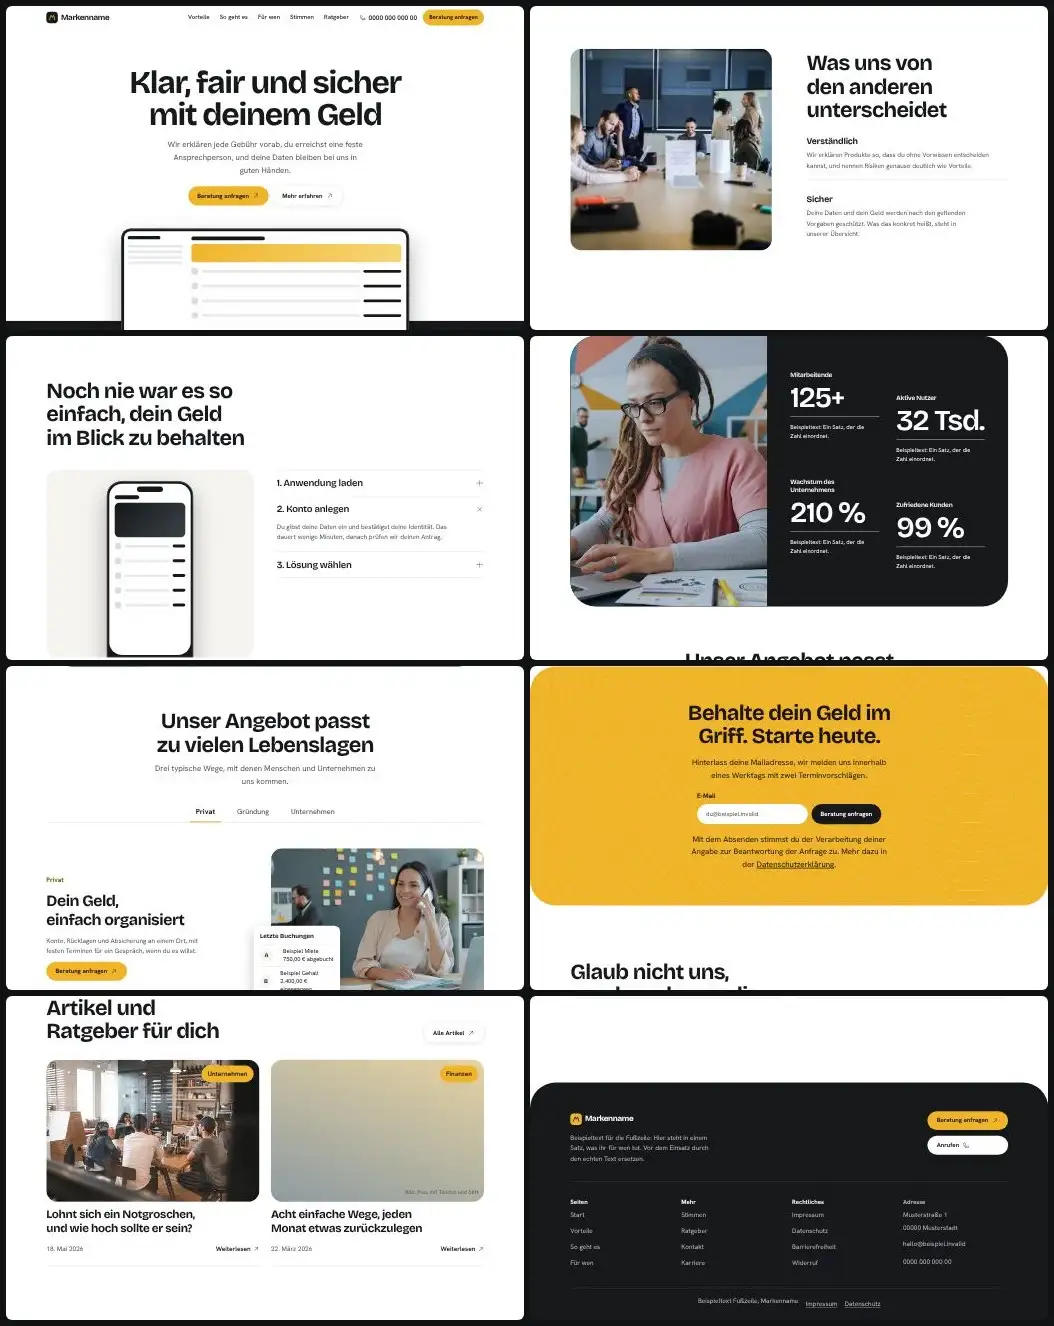 Markenname
Vorteile So geht es Für wen Stimmen Ratgeber 0000 000 000 00 Beratung anfragen
Klar, fair und sicher
mit deinem Geld
Wir erklären jede Gebühr vorab, du erreichst eine feste
Ansprechperson, und deine Daten bleiben bei uns in
guten Händen.
Beratung anfragen Mehr erfahren
Was uns von
den anderen
unterscheidet
Verständlich
Wir erklären Produkte so, dass du ohne Vorwissen entscheiden
kannst, und nennen Risiken genauso deutlich wie Vorteile.
Sicher
Deine Daten und dein Geld werden nach den geltenden
Vorgaben geschützt. Was das konkret heißt, steht in
unserer Übersicht.
Noch nie war es so
einfach, dein Geld
im Blick zu behalten
1. Anwendung laden
2. Konto anlegen
Du gibst deine Daten ein und bestätigst deine Identität. Das
dauert wenige Minuten, danach prüfen wir deinen Antrag.
3. Lösung wählen
Mitarbeitende
125+
Beispieltext: Ein Satz, der die
Zahl einordnet.
Aktive Nutzer
32 Tsd.
Beispieltext: Ein Satz, der die
Zahl einordnet.
Wachstum des
Unternehmens
210 %
Beispieltext: Ein Satz, der die
Zahl einordnet.
Zufriedene Kunden
99 %
Beispieltext: Ein Satz, der die
Zahl einordnet.
Unser Angebot passt
Unser Angebot passt
zu vielen Lebenslagen
Drei typische Wege, mit denen Menschen und Unternehmen zu
uns kommen.
Privat Gründung Unternehmen
Privat
Dein Geld,
einfach organisiert
Konto, Rücklagen und Absicherung an einem Ort, mit
festen Terminen für ein Gespräch, wenn du es willst.
Beratung anfragen
Letzte Buchungen
A Beispiel Miete
750,00 € abgebucht
B Beispiel Gehalt
2.400,00 €
Behalte dein Geld im
Griff. Starte heute.
Hinterlass deine Mailadresse, wir melden uns innerhalb
eines Werktags mit zwei Terminvorschlägen.
E-Mail
du@beispiel.invalid Beratung anfragen
Mit dem Absenden stimmst du der Verarbeitung deiner
Angabe zur Beantwortung der Anfrage zu. Mehr dazu in
der Datenschutzerklärung.
Glaub nicht uns,
Artikel und
Ratgeber für dich
Alle Artikel
Unternehmen
Lohnt sich ein Notgroschen,
und wie hoch sollte er sein?
18. Mai 2026 Weiterlesen
Finanzen
Acht einfache Wege, jeden
Monat etwas zurückzulegen
22. März 2026 Weiterlesen
Markenname
Beispieltext für die Fußzeile: Hier steht in einem
Satz, was ihr für wen tut. Vor dem Einsatz durch
den echten Text ersetzen.
Beratung anfragen
Anrufen
Seiten
Start
Vorteile
So geht es
Für wen
Mehr
Stimmen
Ratgeber
Kontakt
Karriere
Rechtliches
Impressum
Datenschutz
Barrierefreiheit
Widerruf
Adresse
Musterstraße 1
00000 Musterstadt
hallo@beispiel.invalid
0000 000 000 00
Beispieltext Fußzeile, Markenname Impressum Datenschutz